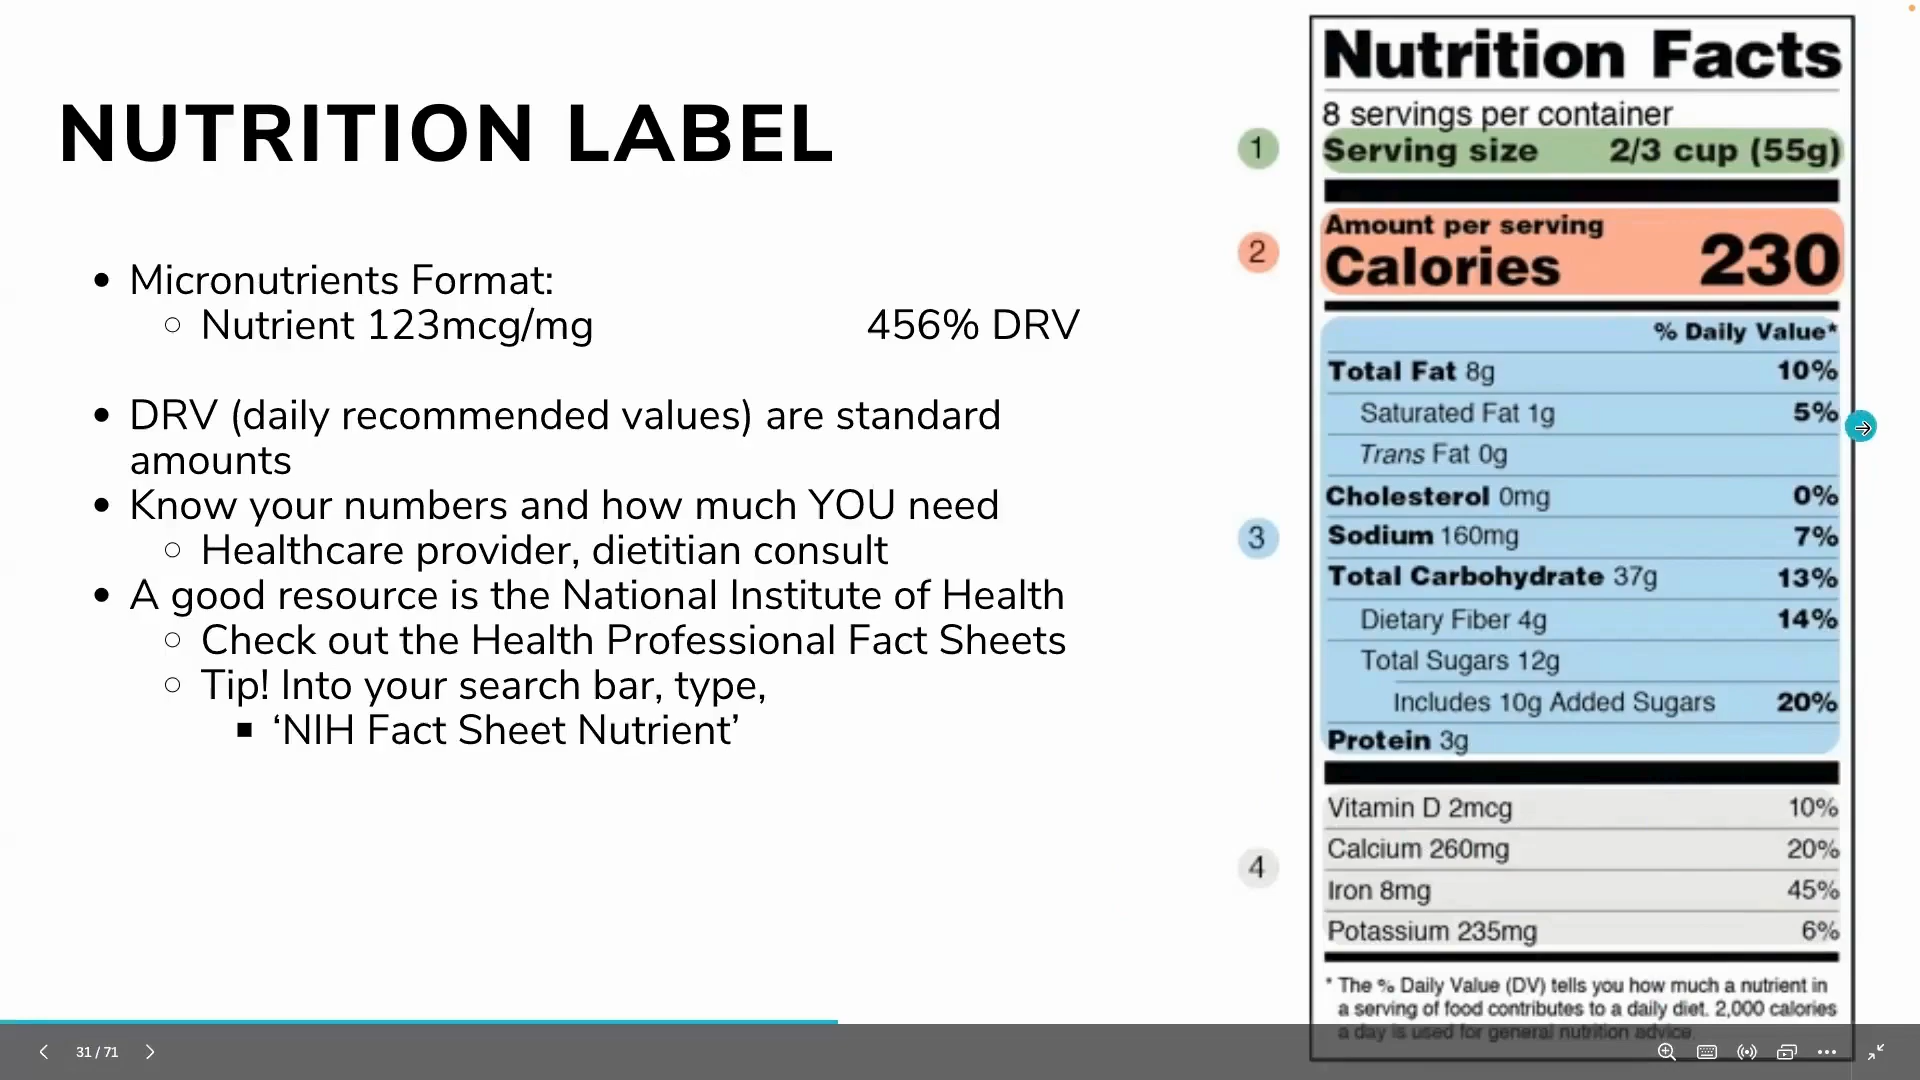 NUTRITION LABEL
• Micronutrients Format:
○ Nutrient 123mcg/mg 456% DRV
• DRV (daily recommended values) are standard
amounts
• Know your numbers and how much YOU need
○ Healthcare provider, dietitian consult
• A good resource is the National Institute of Health
○ Check out the Health Professional Fact Sheets
○ Tip! Into your search bar, type,
■ ‘NIH Fact Sheet Nutrient’
Nutrition Facts
8 servings per container
1
Serving size 2/3 cup (55g)
2
Amount per serving
Calories 230
3
% Daily Value*
Total Fat 8g 10%
Saturated Fat 1g 5%
Trans Fat 0g
Cholesterol 0mg 0%
Sodium 160mg 7%
Total Carbohydrate 37g 13%
Dietary Fiber 4g 14%
Total Sugars 12g
Includes 10g Added Sugars 20%
Protein 3g
4
Vitamin D 2mcg 10%
Calcium 260mg 20%
Iron 8mg 45%
Potassium 235mg 6%
* The % Daily Value (DV) tells you how much a nutrient in
a serving of food contributes to a daily diet. 2,000 calories
a day is used for general nutrition advice.
31 / 71